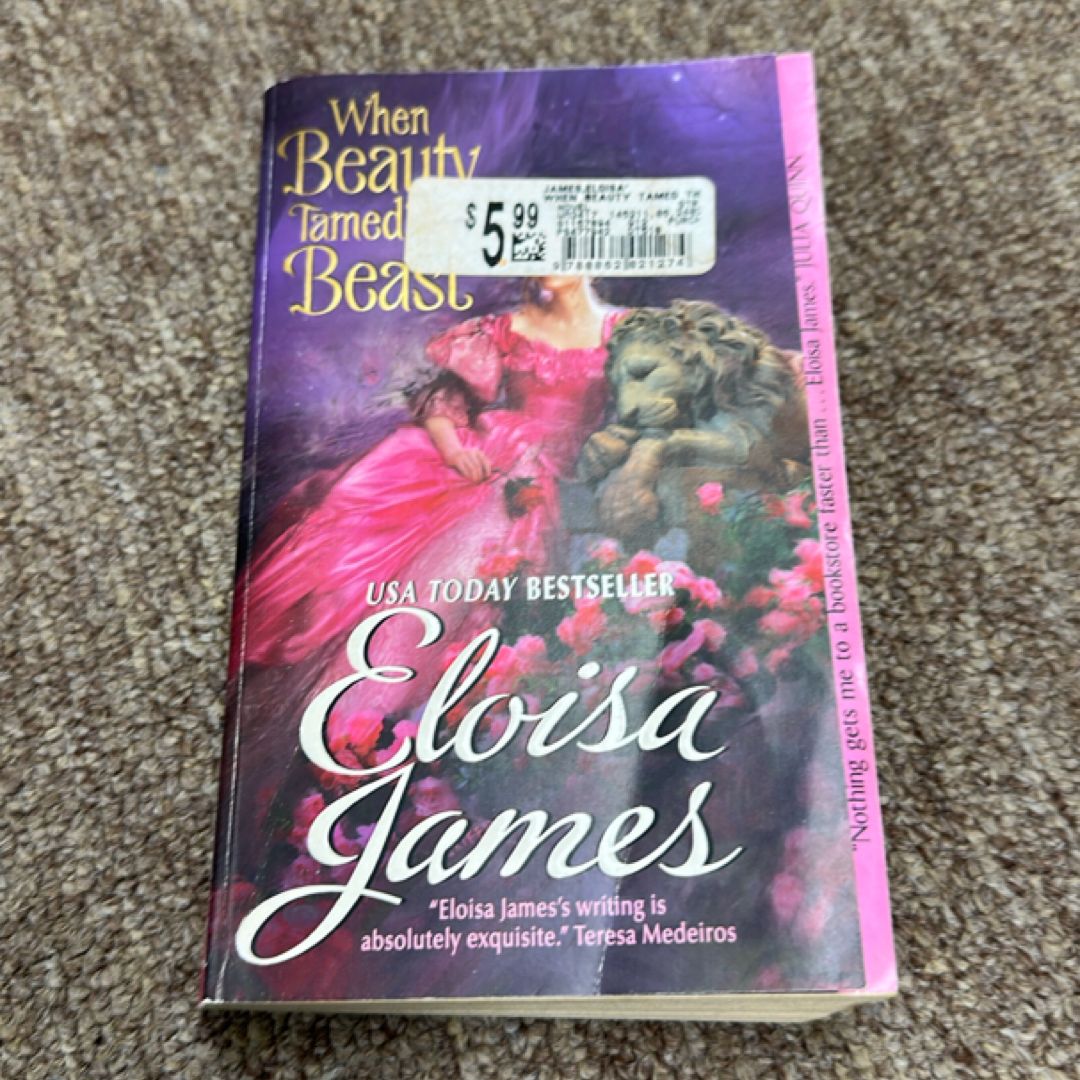 When
Beauty
Tamed
Beast
$5.99
JAMES, ELOISA
WHEN BEAUTY TAMED TH
USA TODAY BESTSELLER
Eloisa
James
"Eloisa James's writing is
absolutely exquisite." Teresa Medeiros
"Nothing gets me to a bookstore faster than... Eloisa James." JULIA QUINN